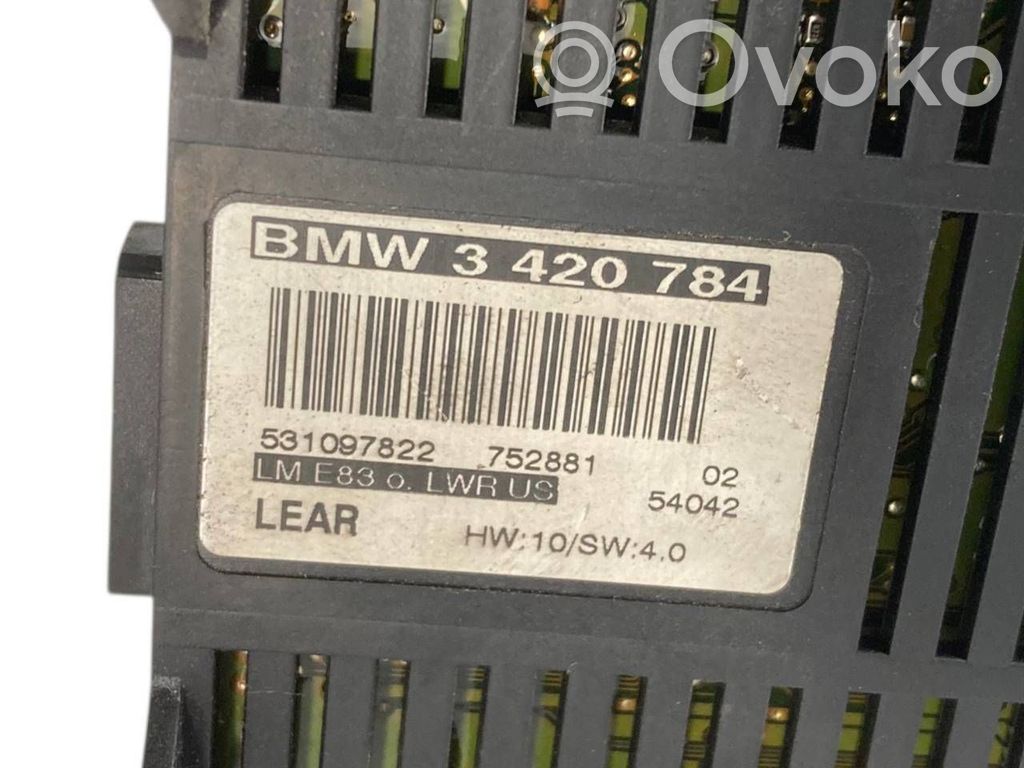 Ovoko
BMW 3 420 784
531097822 752881 02
LM E83 o. LWR US 54042
LEAR HW:10/SW:4.0